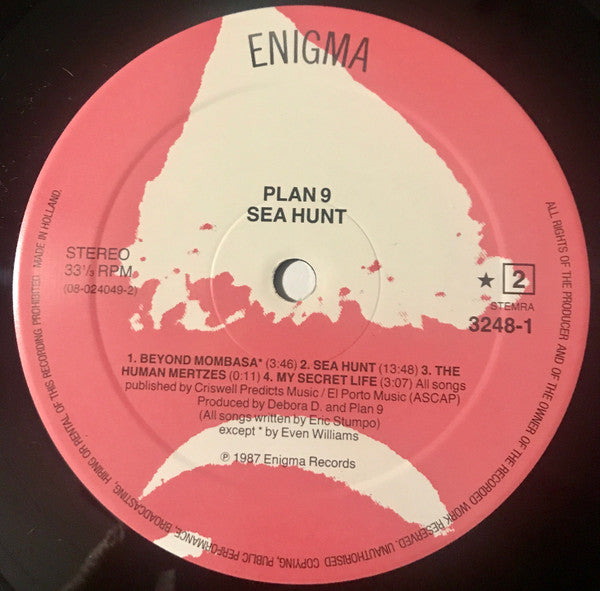 ENIGMA
PLAN 9
SEA HUNT
STEREO
33⅓ RPM
(08-024049-2)
★ 2
STEMRA
3248-1
1. BEYOND MOMBASA* (3:46) 2. SEA HUNT (13:48) 3. THE
HUMAN MERTZES (0:11) 4. MY SECRET LIFE (3:07) All songs
published by Criswell Predicts Music / El Porto Music (ASCAP)
Produced by Debora D. and Plan 9
(All songs written by Eric Stumpo)
except * by Even Williams
℗ 1987 Enigma Records
ALL RIGHTS OF THE PRODUCER AND OF THE OWNER OF THE RECORDED WORK RESERVED. UNAUTHORISED COPYING, PUBLIC PERFORMANCE, BROADCASTING, HIRING OR RENTAL OF THIS RECORDING PROHIBITED. MADE IN HOLLAND.